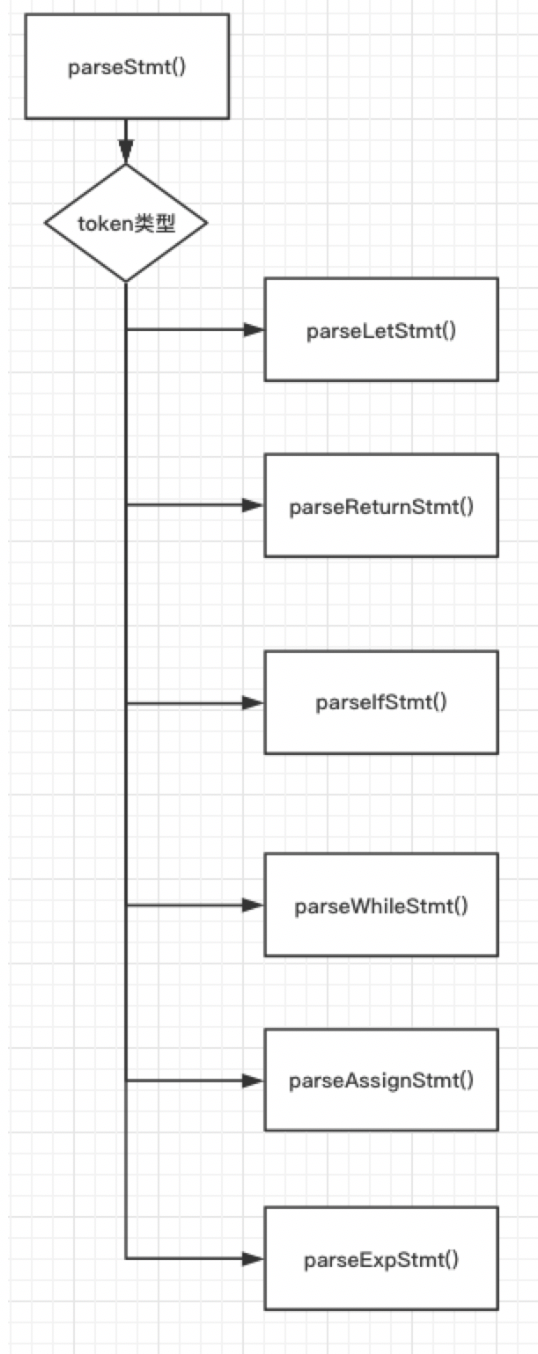 parseStmt()
token类型
parseLetStmt()
parseReturnStmt()
parseIfStmt()
parseWhileStmt()
parseAssignStmt()
parseExpStmt()